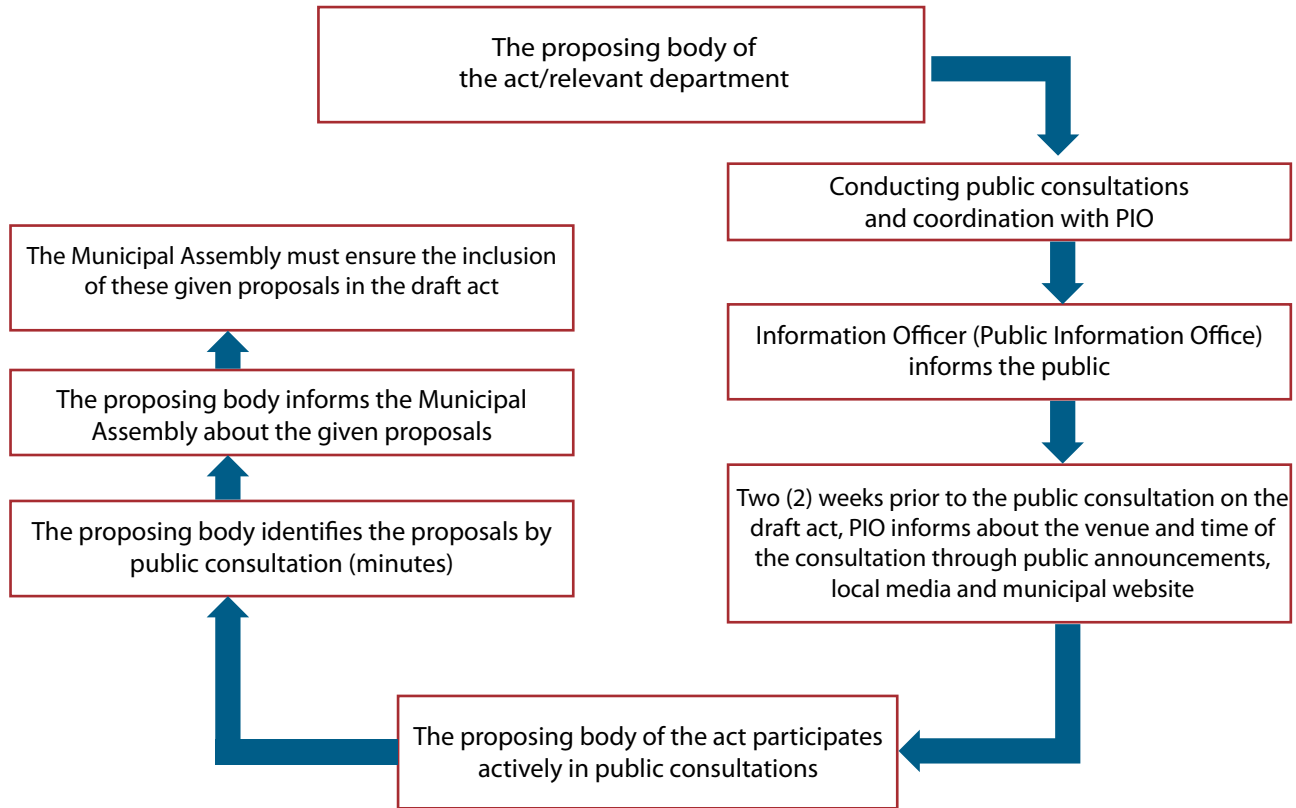 The proposing body of
the act/relevant department
Conducting public consultations
and coordination with PIO
Information Officer (Public Information Office)
informs the public
Two (2) weeks prior to the public consultation on the
draft act, PIO informs about the venue and time of
the consultation through public announcements,
local media and municipal website
The proposing body of the act participates
actively in public consultations
The proposing body identifies the proposals by
public consultation (minutes)
The proposing body informs the Municipal
Assembly about the given proposals
The Municipal Assembly must ensure the inclusion
of these given proposals in the draft act